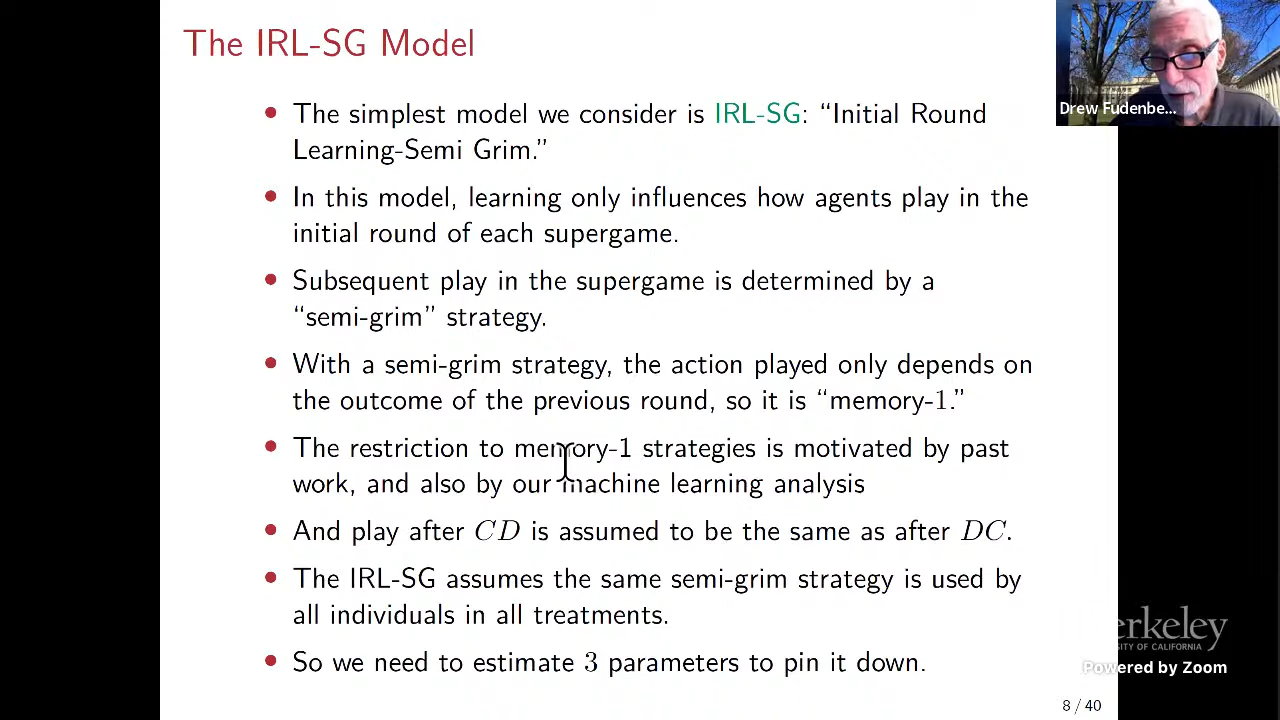 The IRL-SG Model
Drew Fudenbe...
• The simplest model we consider is IRL-SG: “Initial Round
Learning-Semi Grim.”
• In this model, learning only influences how agents play in the
initial round of each supergame.
• Subsequent play in the supergame is determined by a
“semi-grim” strategy.
• With a semi-grim strategy, the action played only depends on
the outcome of the previous round, so it is “memory-1.”
• The restriction to memory-1 strategies is motivated by past
work, and also by our machine learning analysis
• And play after CD is assumed to be the same as after DC.
• The IRL-SG assumes the same semi-grim strategy is used by
all individuals in all treatments.
• So we need to estimate 3 parameters to pin it down.
erkeley
SITY OF CALIFORNIA
Powered by Zoom
8 / 40